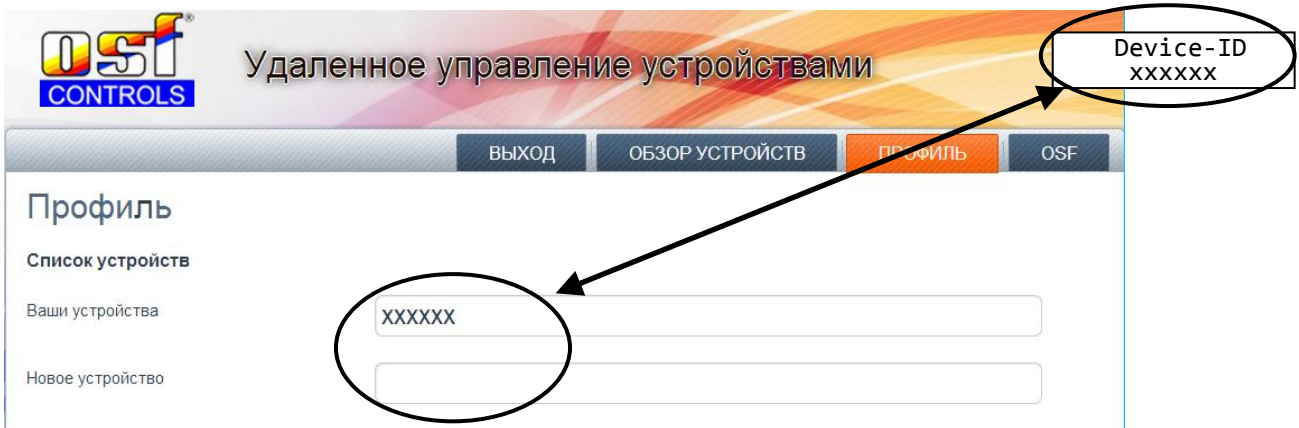 osf®
CONTROLS
Удаленное управление устройствами
Device-ID
xxxxxx
ВЫХОД ОБЗОР УСТРОЙСТВ ПРОФИЛЬ OSF
Профиль
Список устройств
Ваши устройства XXXXXX
Новое устройство